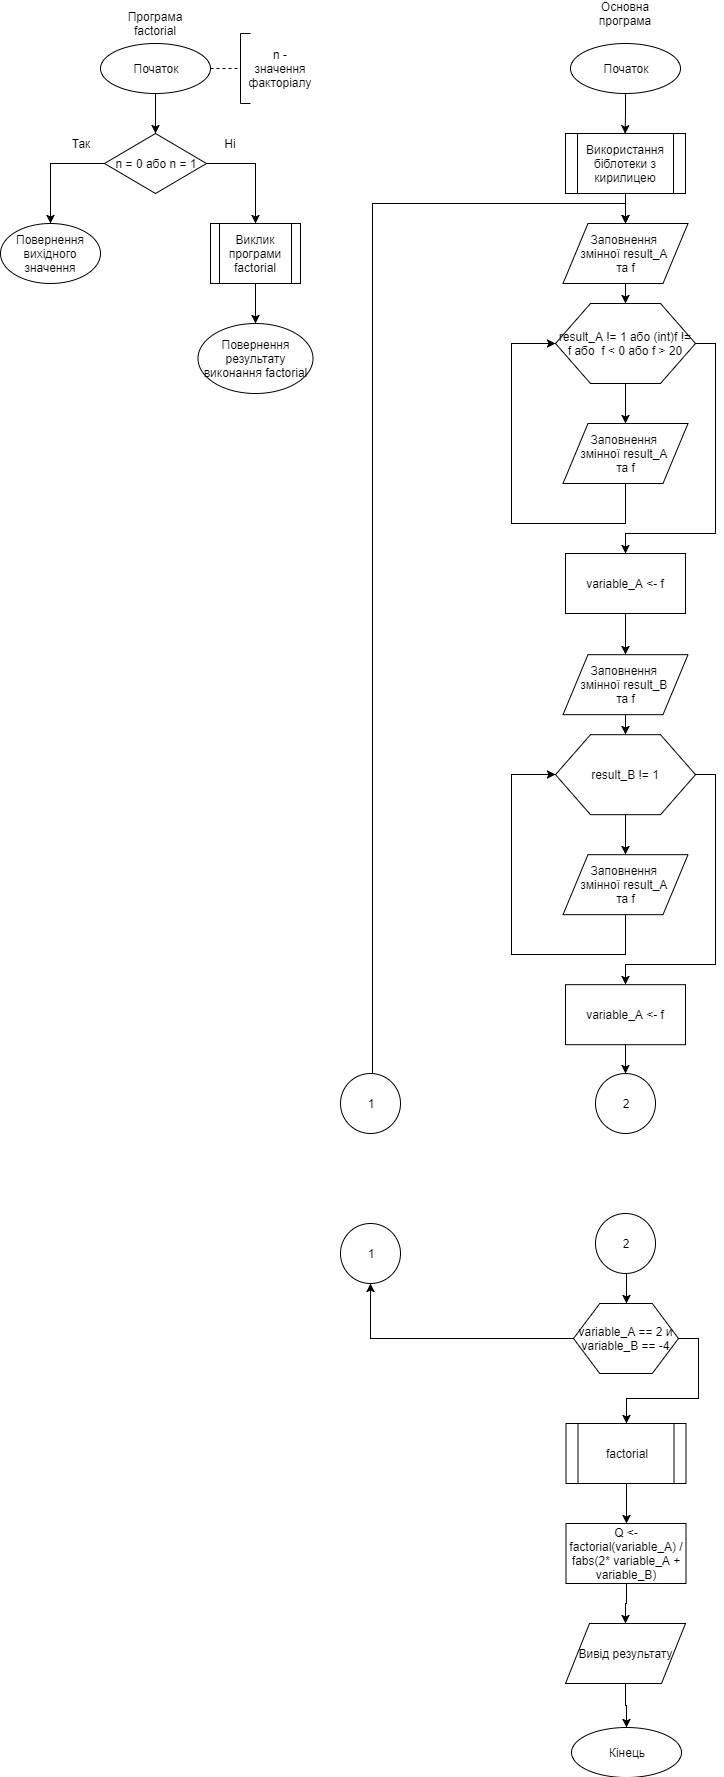 Програма
factorial
Початок
n -
значення
факторіалу
Так
Ні
n = 0 або n = 1
Повернення
вихідного
значення
Виклик
програми
factorial
Повернення
результату
виконання factorial
Основна
програма
Початок
Використання
біблотеки з
кирилицею
Заповнення
змінної result_A
та f
result_A != 1 або (int)f !=
f або f < 0 або f > 20
Заповнення
змінної result_A
та f
variable_A <- f
Заповнення
змінної result_B
та f
result_B != 1
Заповнення
змінної result_A
та f
variable_A <- f
1
2
1
2
variable_A == 2 и
variable_B == -4
factorial
Q <-
factorial(variable_A) /
fabs(2* variable_A +
variable_B)
Вивід результату
Кінець